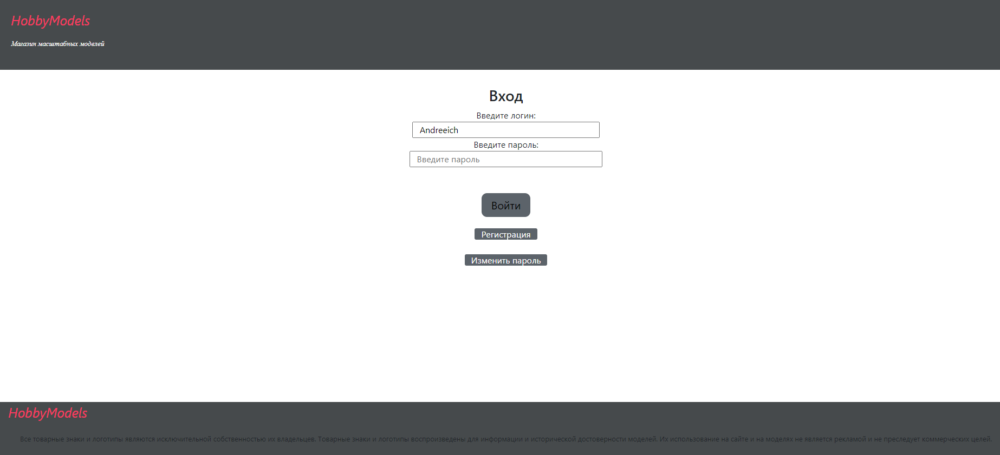 HobbyModels
Магазин масштабных моделей
Вход
Введите логин:
Andreeich
Введите пароль:
Введите пароль
Войти
Регистрация
Изменить пароль
HobbyModels
Все товарные знаки и логотипы являются исключительной собственностью их владельцев. Товарные знаки и логотипы воспроизведены для информации и исторической достоверности моделей. Их использование на сайте и на моделях не является рекламой и не преследует коммерческих целей.